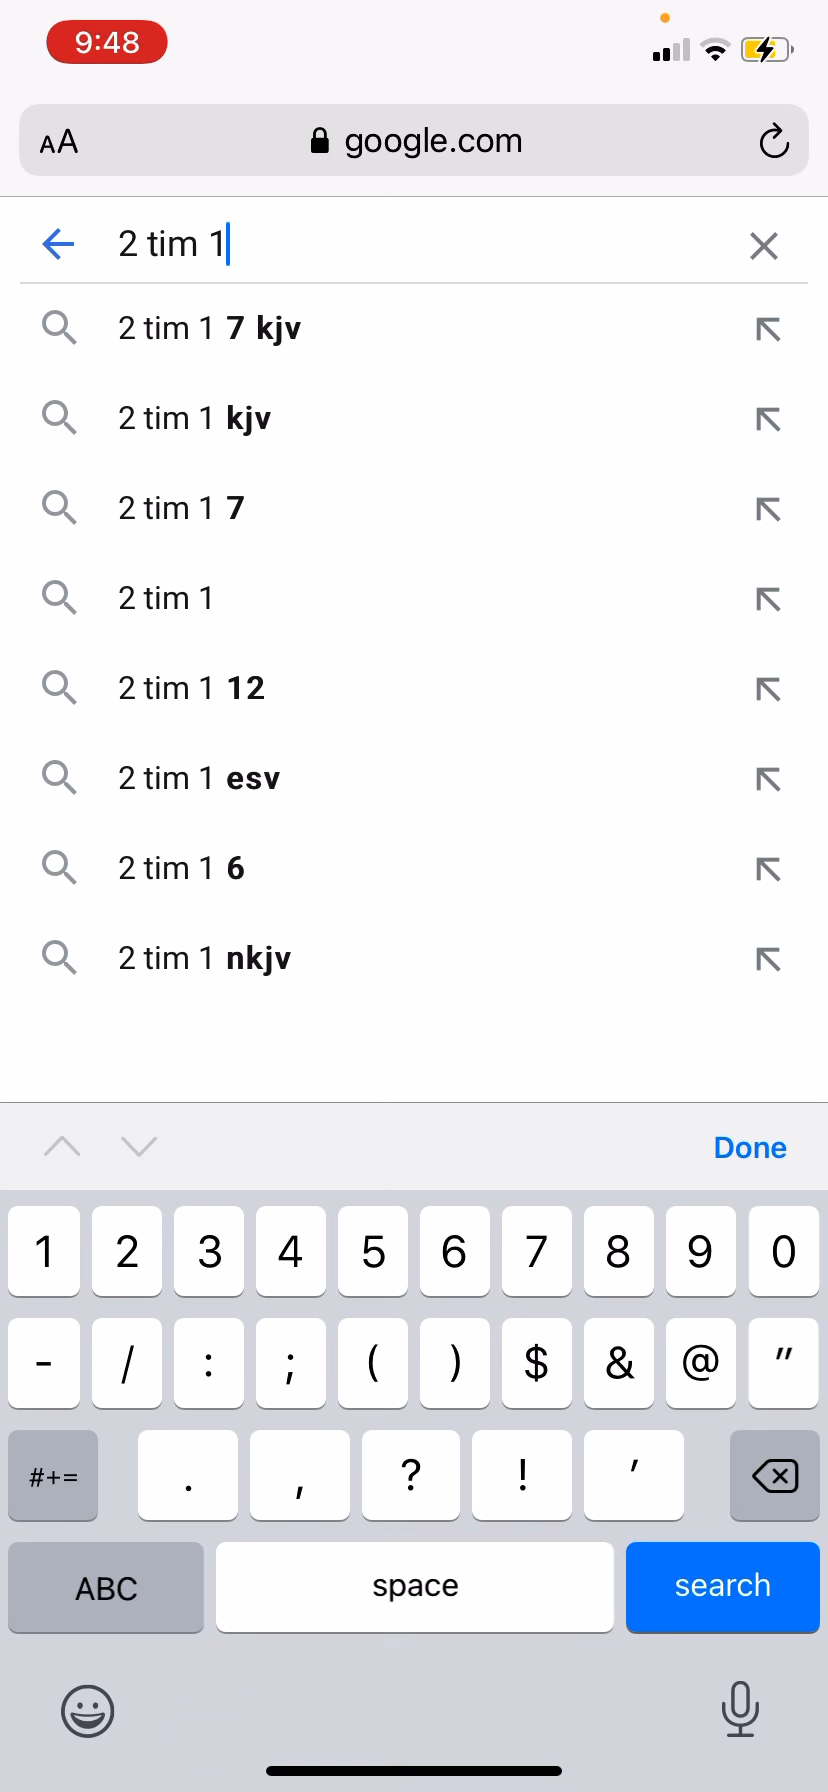 9:48
AA google.com
2 tim 1
2 tim 1 7 kjv
2 tim 1 kjv
2 tim 1 7
2 tim 1
2 tim 1 12
2 tim 1 esv
2 tim 1 6
2 tim 1 nkjv
Done
1 2 3 4 5 6 7 8 9 0
- / : ; ( ) $ & @ "
#+= . , ? ! '
ABC space search